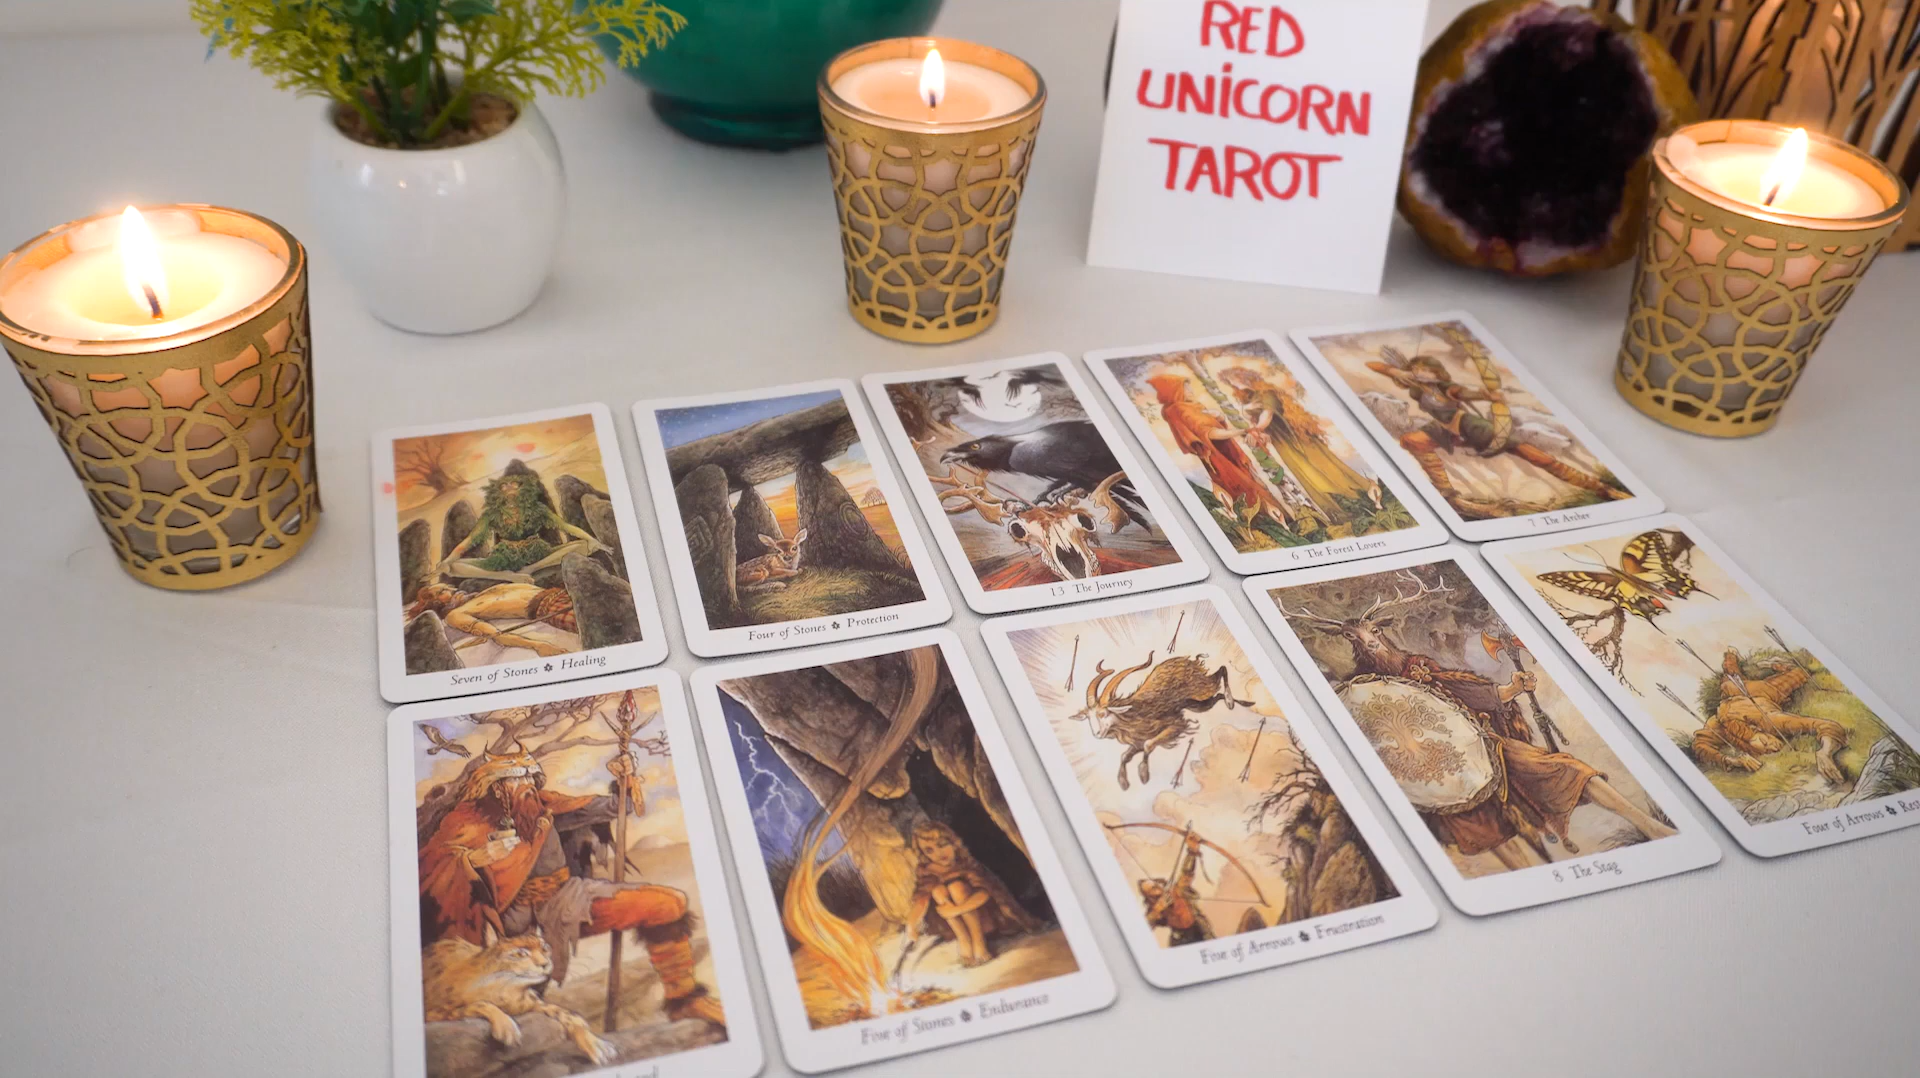 RED
UNiCORN
TAROT
Seven of Stones Healing
Four of Stones Protection
13 The Journey
6 The Forest Lovers
7 The Archer
Five of Stones Endurance
Five of Arrows Frustration
8 The Stag
Four of Arrows